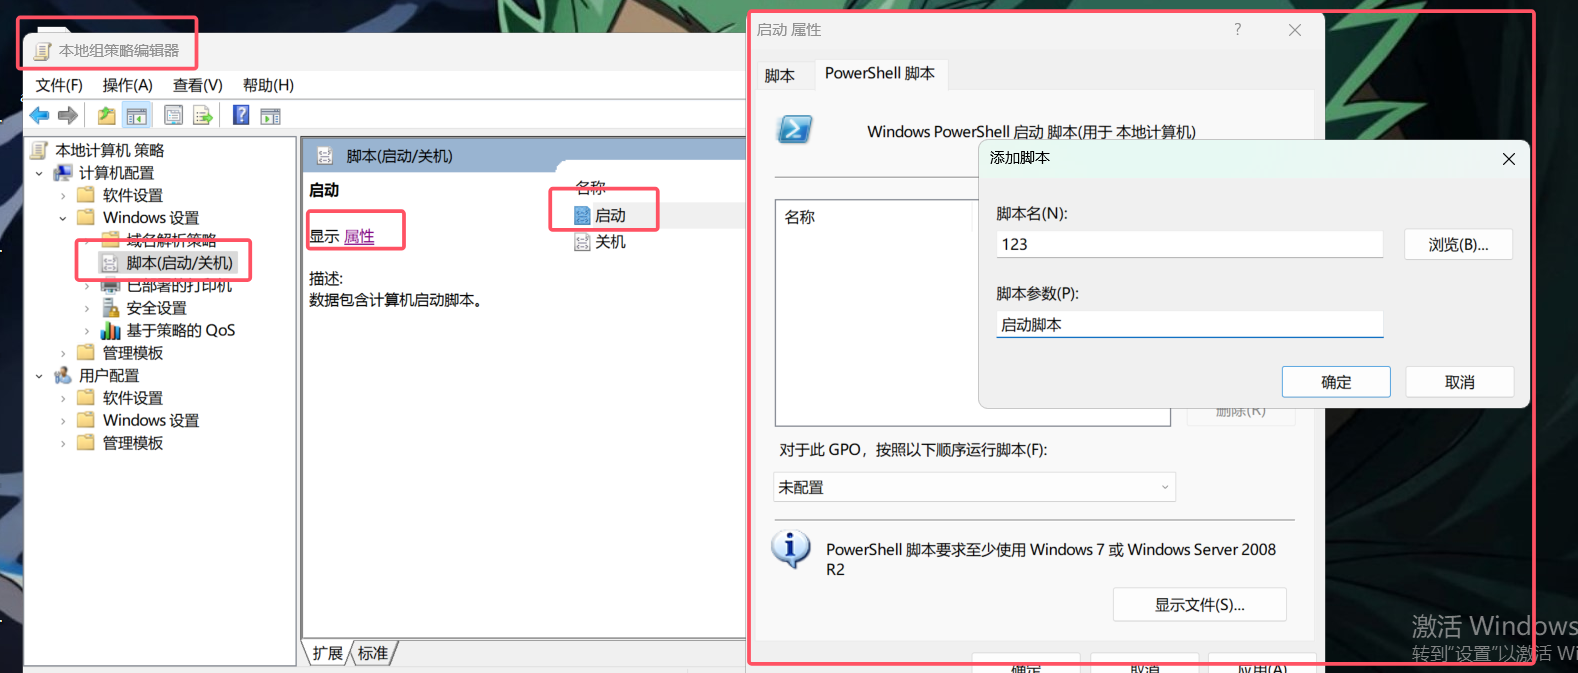 本地组策略编辑器
文件(F) 操作(A) 查看(V) 帮助(H)
本地计算机 策略
计算机配置
软件设置
Windows 设置
域名解析策略
脚本(启动/关机)
已部署的打印机
安全设置
基于策略的 QoS
管理模板
用户配置
软件设置
Windows 设置
管理模板
脚本(启动/关机)
启动
显示 属性
描述:
数据包含计算机启动脚本。
名称
启动
关机
扩展 标准
启动 属性
脚本 PowerShell 脚本
Windows PowerShell 启动 脚本(用于 本地计算机)
名称
删除(R)
对于此 GPO，按照以下顺序运行脚本(F):
未配置
PowerShell 脚本要求至少使用 Windows 7 或 Windows Server 2008
R2
显示文件(S)...
确定 取消 应用(A)
添加脚本
脚本名(N):
123
浏览(B)...
脚本参数(P):
启动脚本
确定 取消
激活 Windows
转到"设置"以激活 Wi